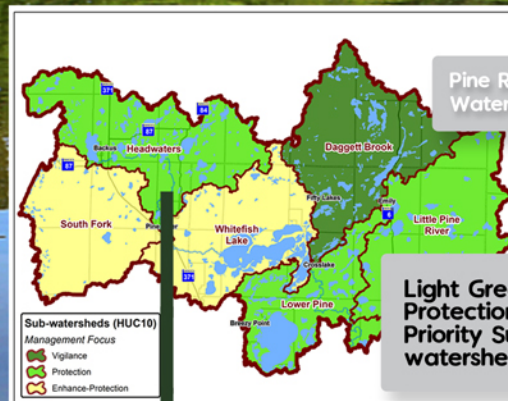 371
84
Pine R
Water
87
Backus
Headwaters
Daggett Brook
87
Fifty Lakes
Emily
6
South Fork
Pine
Whitefish
Lake
Little Pine
River
371
Crosslake
Lower Pine
Breezy Point
Light Gre
Protection
Priority Su
watershe
Sub-watersheds (HUC10)
Management Focus
Vigilance
Protection
Enhance-Protection